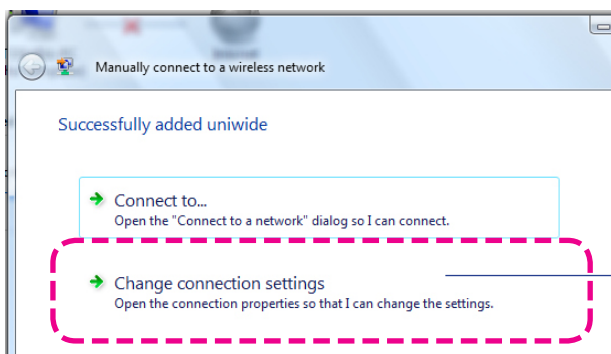 Manually connect to a wireless network
Successfully added uniwide
Connect to...
Open the "Connect to a network" dialog so I can connect.
Change connection settings
Open the connection properties so that I can change the settings.